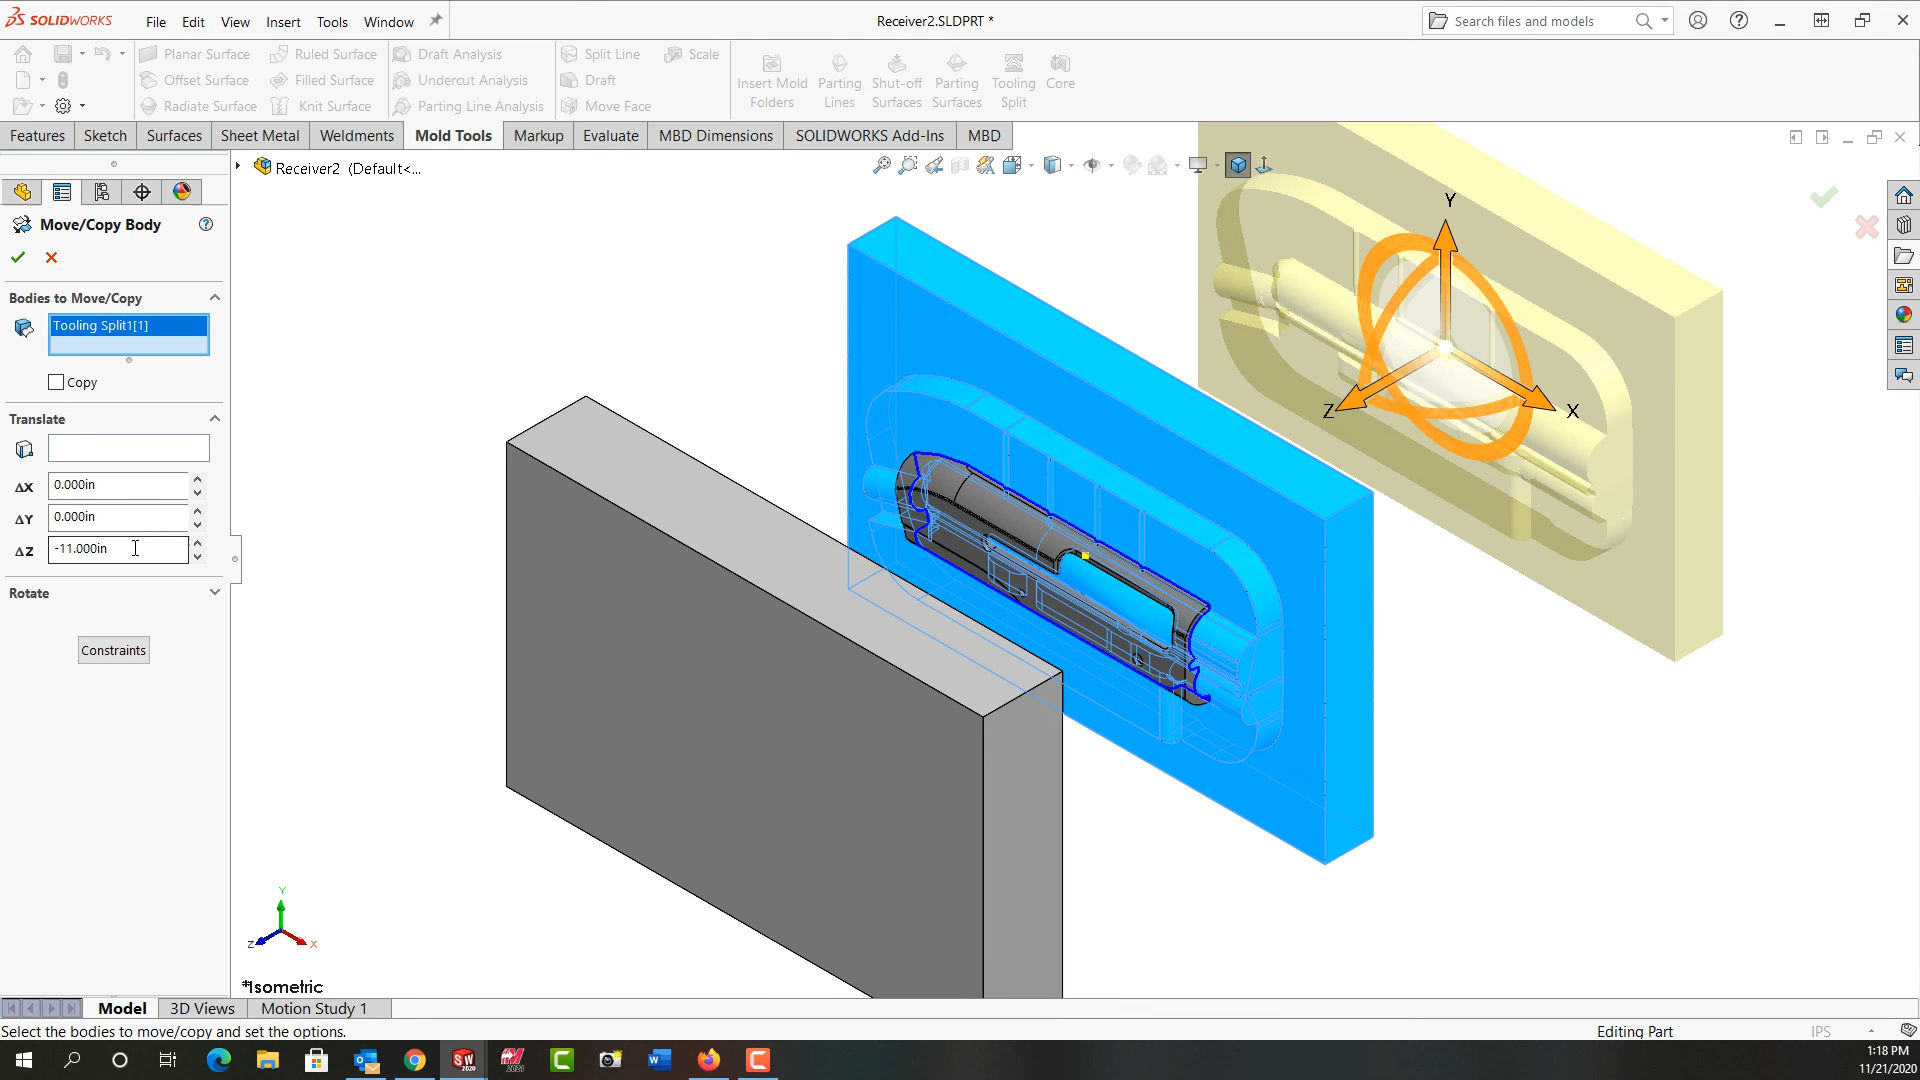 SOLIDWORKS File Edit View Insert Tools Window Receiver2.SLDPRT * Search files and models
Planar Surface Ruled Surface Draft Analysis Split Line Scale
Offset Surface Filled Surface Undercut Analysis Draft
Radiate Surface Knit Surface Parting Line Analysis Move Face
Insert Mold Folders Parting Lines Shut-off Surfaces Parting Surfaces Tooling Split Core
Features Sketch Surfaces Sheet Metal Weldments Mold Tools Markup Evaluate MBD Dimensions SOLIDWORKS Add-Ins MBD
Receiver2 (Default<...
Move/Copy Body
Bodies to Move/Copy
Tooling Split1[1]
Copy
Translate
ΔX 0.000in
ΔY 0.000in
ΔZ -11.000in
Rotate
Constraints
Y
Z
X
Y
Z
X
*Isometric
Model 3D Views Motion Study 1
Select the bodies to move/copy and set the options. Editing Part IPS
1:18 PM
11/21/2020